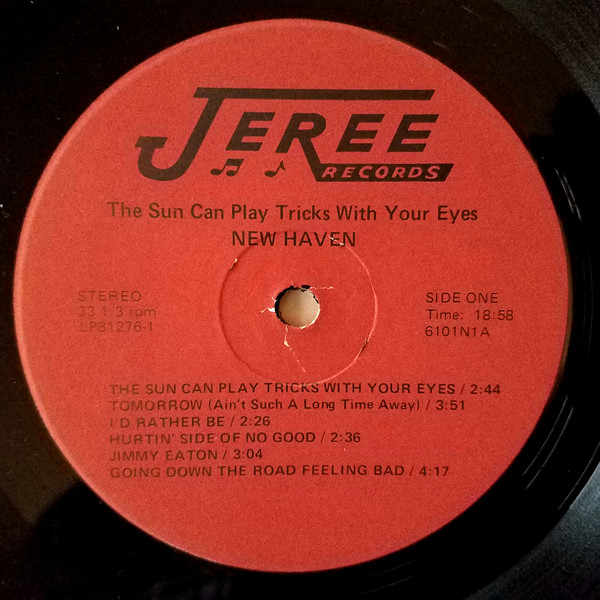 JEREE
RECORDS
The Sun Can Play Tricks With Your Eyes
NEW HAVEN
STEREO
33 1/3 rpm
LP81276-1
SIDE ONE
Time: 18:58
6101N1A
THE SUN CAN PLAY TRICKS WITH YOUR EYES / 2:44
TOMORROW (Ain't Such A Long Time Away) / 3:51
I'D RATHER BE / 2:26
HURTIN' SIDE OF NO GOOD / 2:36
JIMMY EATON / 3:04
GOING DOWN THE ROAD FEELING BAD / 4:17